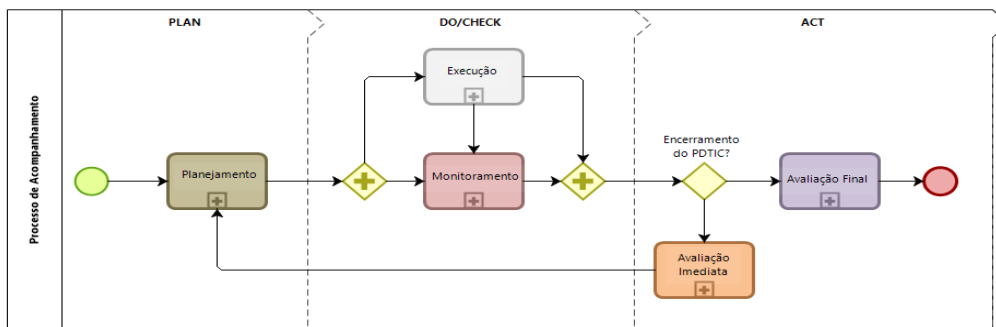 PLAN
DO/CHECK
ACT
Processo de Acompanhamento
Execução
Planejamento
Monitoramento
Encerramento
do PDTIC?
Avaliação Final
Avaliação
Imediata